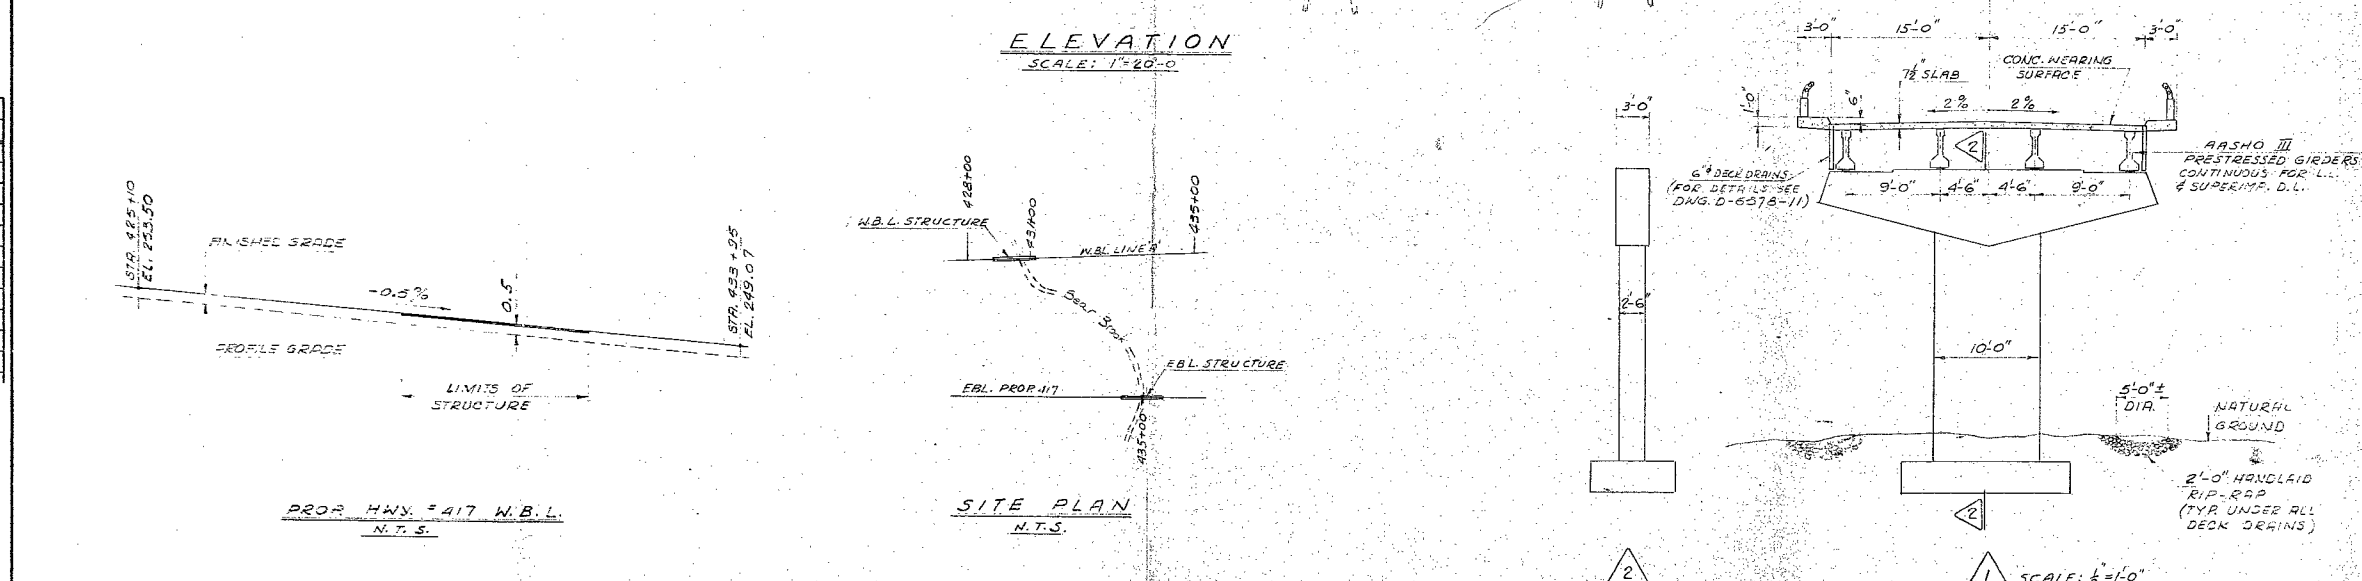 ELEVATION
SCALE: 1"=20'-0
STA. 425+10
EL. 253.50
FINISHED GRADE
-0.5%
0.5
PROFILE GRADE
LIMITS OF
STRUCTURE
STA. 433+95
EL. 249.07
PROP. HWY. #417 W.B.L.
N.T.S.
428+00
431+00
435+00
W.B.L. STRUCTURE
W.B.L. LINE 'A'
Bear Brook
E.B.L. STRUCTURE
E.B.L. PROP. 417
435+00
SITE PLAN
N.T.S.
3'-0"
2'-6"
2
3'-0"
15'-0"
15'-0"
3'-0"
7½" SLAB
CONC. WEARING
SURFACE
1'-0"
6"
2%
2%
2
AASHO III
PRESTRESSED GIRDERS
CONTINUOUS FOR L.L.
& SUPERIMP. D.L.
6"ø DECK DRAINS
(FOR DETAILS SEE
DWG. D-6578-11)
9'-0"
4'-6"
4'-6"
9'-0"
10'-0"
5'-0"±
DIA.
NATURAL
GROUND
2'-0" HANDLAID
RIP-RAP
(TYP. UNDER ALL
DECK DRAINS)
2
1
SCALE: ⅛"=1'-0"